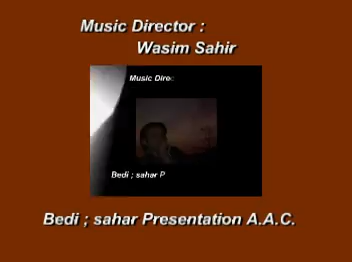 Music Director :
Wasim Sahir
Music Dire
Bedi ; sahar P
Bedi ; sahar Presentation A.A.C.